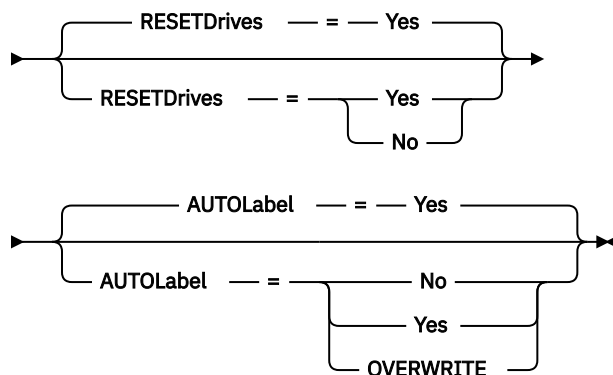 RESETDrives = Yes
RESETDrives = Yes
No
AUTOLabel = Yes
AUTOLabel = No
Yes
OVERWRITE